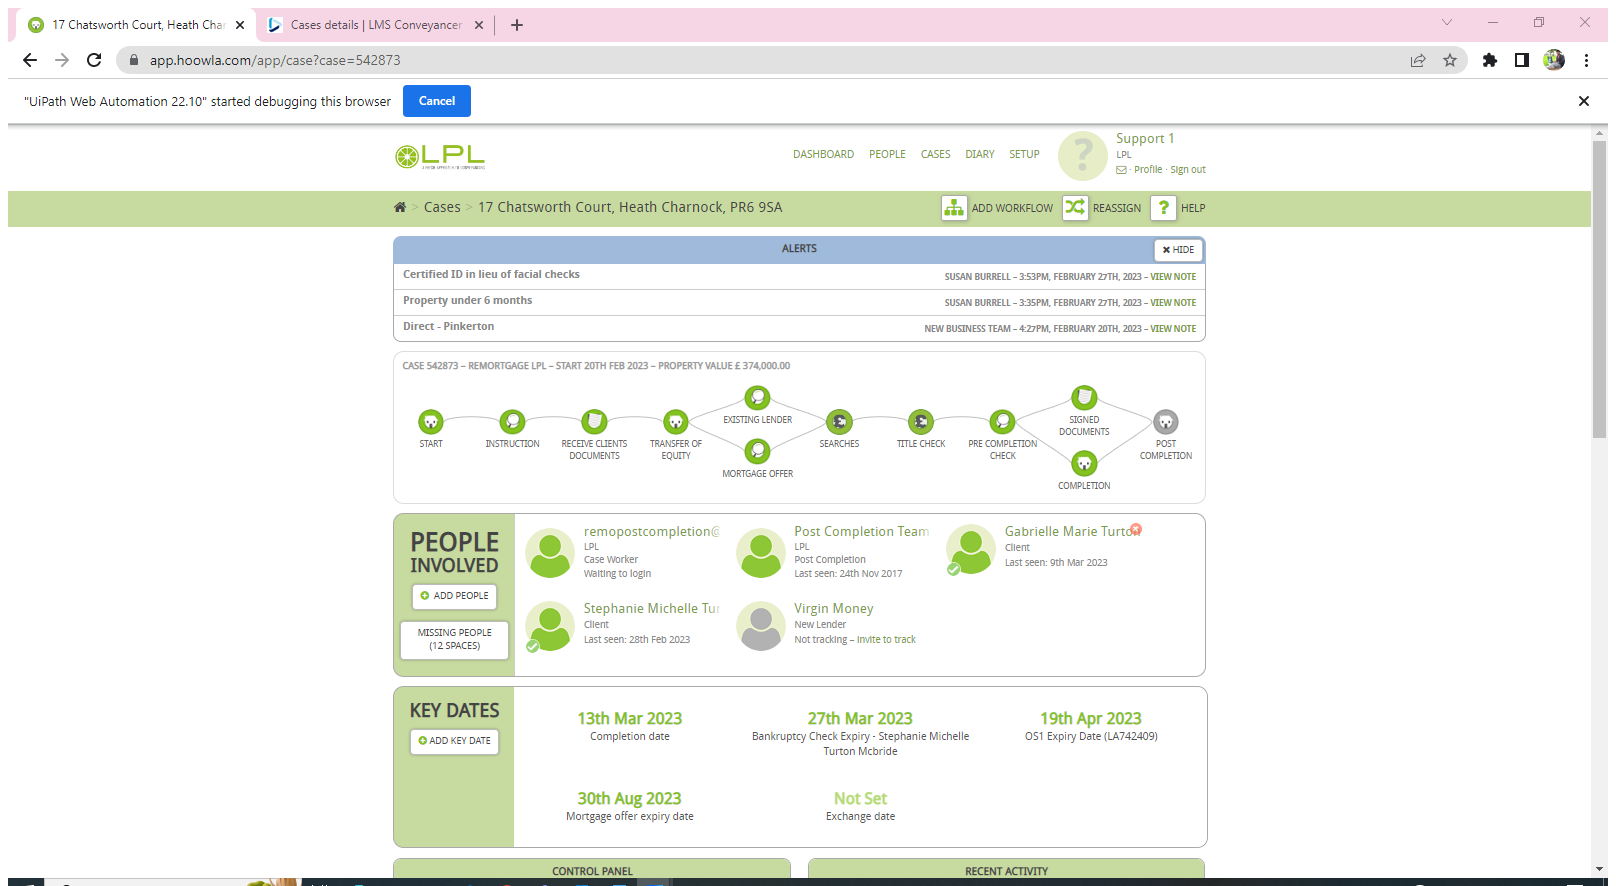 17 Chatsworth Court, Heath Char
Cases details | LMS Conveyancer
app.hoowla.com/app/case?case=542873
"UiPath Web Automation 22.10" started debugging this browser
Cancel
LPL
DASHBOARD PEOPLE CASES DIARY SETUP
?
Support 1
LPL
· Profile · Sign out
> Cases > 17 Chatsworth Court, Heath Charnock, PR6 9SA
ADD WORKFLOW REASSIGN ? HELP
ALERTS
HIDE
Certified ID in lieu of facial checks SUSAN BURRELL – 3:53PM, FEBRUARY 27TH, 2023 – VIEW NOTE
Property under 6 months SUSAN BURRELL – 3:35PM, FEBRUARY 27TH, 2023 – VIEW NOTE
Direct - Pinkerton NEW BUSINESS TEAM – 4:27PM, FEBRUARY 20TH, 2023 – VIEW NOTE
CASE 542873 – REMORTGAGE LPL – START 20TH FEB 2023 – PROPERTY VALUE £ 374,000.00
START
INSTRUCTION
RECEIVE CLIENTS
DOCUMENTS
TRANSFER OF
EQUITY
EXISTING LENDER
MORTGAGE OFFER
SEARCHES
TITLE CHECK
PRE COMPLETION
CHECK
SIGNED
DOCUMENTS
COMPLETION
POST
COMPLETION
PEOPLE
INVOLVED
ADD PEOPLE
MISSING PEOPLE
(12 SPACES)
remopostcompletion@
LPL
Case Worker
Waiting to login
Post Completion Team
LPL
Post Completion
Last seen: 24th Nov 2017
Gabrielle Marie Turton
Client
Last seen: 9th Mar 2023
Stephanie Michelle Tur
Client
Last seen: 28th Feb 2023
Virgin Money
New Lender
Not tracking – Invite to track
KEY DATES
ADD KEY DATE
13th Mar 2023
Completion date
27th Mar 2023
Bankruptcy Check Expiry - Stephanie Michelle
Turton Mcbride
19th Apr 2023
OS1 Expiry Date (LA742409)
30th Aug 2023
Mortgage offer expiry date
Not Set
Exchange date
CONTROL PANEL
RECENT ACTIVITY